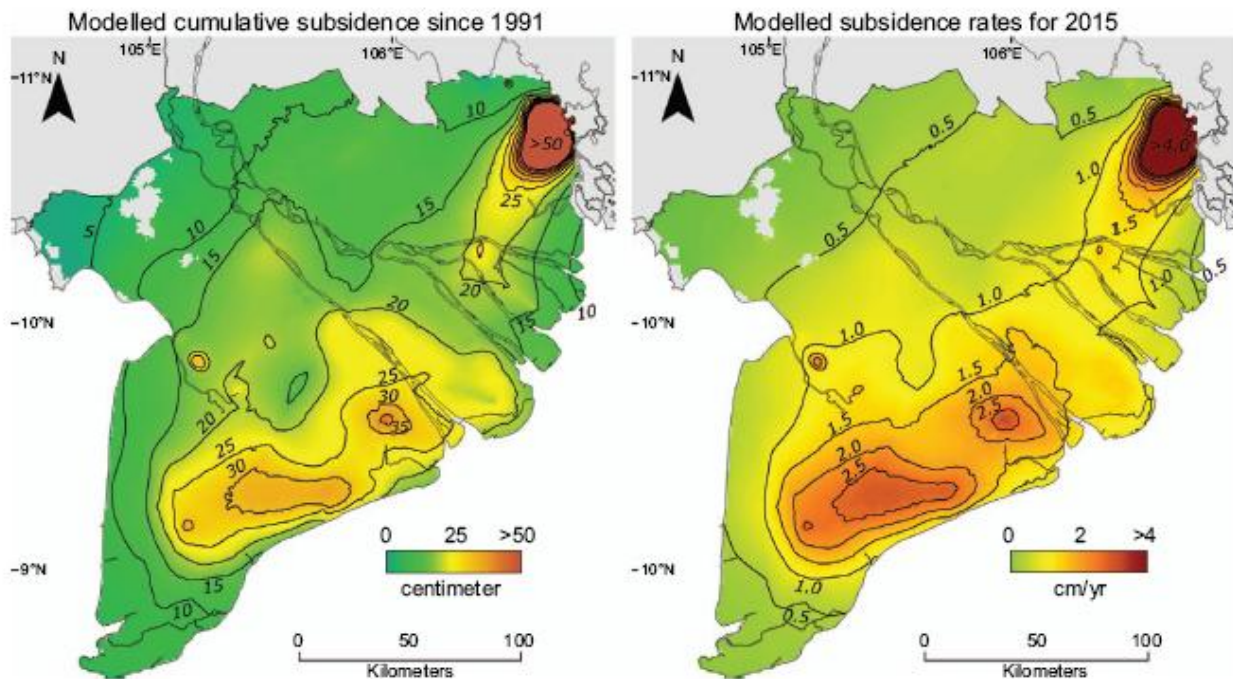 Modelled cumulative subsidence since 1991
105°E
106°E
N
−11°N
10
>50
25
15
10
5
15
20
20
15
10
−10°N
20
25
30
35
25
30
0 25 >50
centimeter
−9°N
15
10
0 50 100
Kilometers
Modelled subsidence rates for 2015
105°E
106°E
N
−11°N
0.5
0.5
>4.0
1.0
1.5
0.5
1.0
0.5
1.0
−10°N
1.0
1.5
2.0
2.5
1.5
2.0
2.5
0 2 >4
cm/yr
−10°N
1.0
0.5
0 50 100
Kilometers